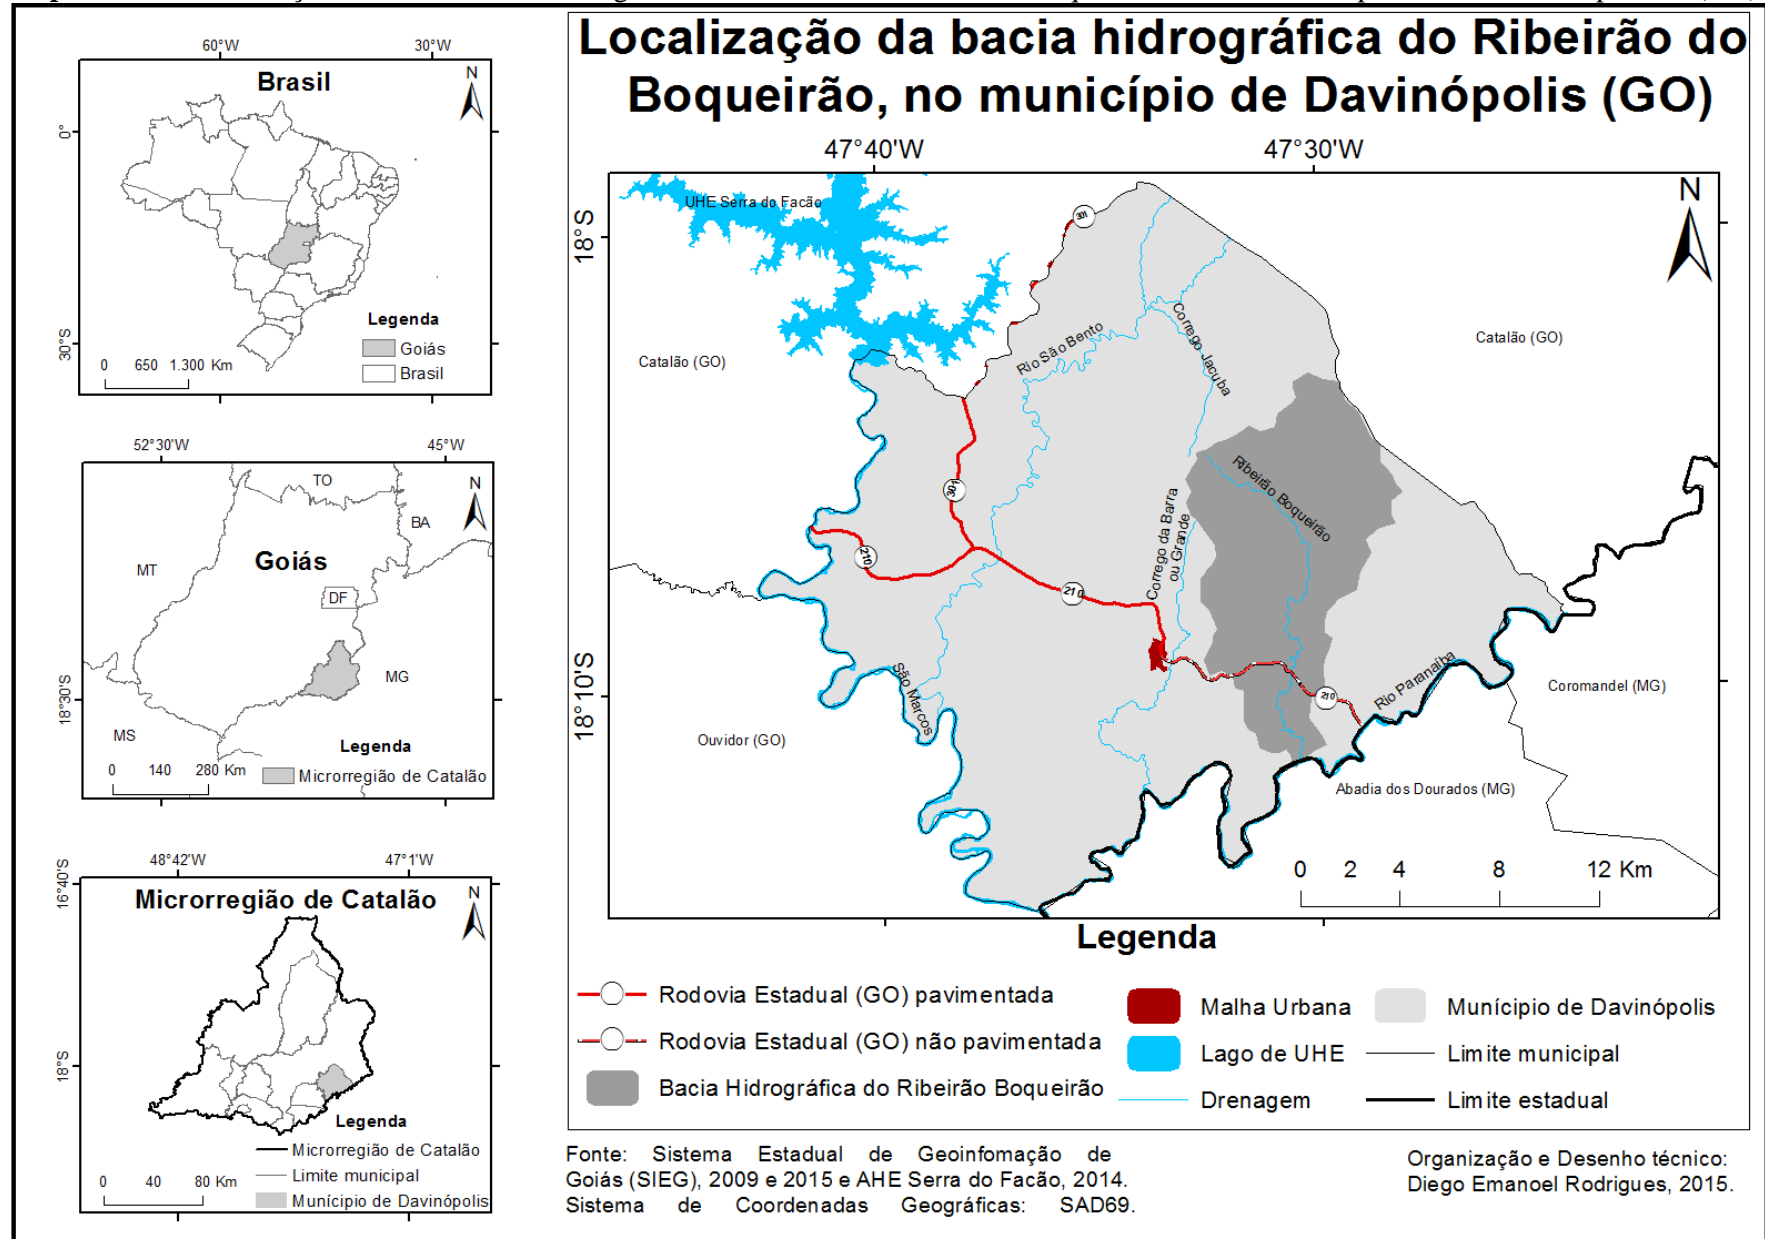 60°W 30°W
Brasil
N
0°
30°S
Legenda
Goiás
Brasil
0 650 1.300 Km
52°30'W 45°W
TO
N
BA
Goiás
MT
DF
MG
18°30'S
MS
Legenda
0 140 280 Km
Microrregião de Catalão
48°42'W 47°1'W
16°40'S
Microrregião de Catalão
N
18°S
Legenda
Microrregião de Catalão
Limite municipal
0 40 80 Km
Munícipio de Davinópolis
Localização da bacia hidrográfica do Ribeirão do
Boqueirão, no município de Davinópolis (GO)
47°40'W 47°30'W
N
UHE Serra do Facão
301
18°S
Corrego Jacuba
Rio São Bento
Catalão (GO)
Catalão (GO)
Ribeirão Boqueirão
301
Corrego da Barra
ou Grande
210
210
São Marcos
Rio Paranaíba
210
Coromandel (MG)
18°10'S
Ouvidor (GO)
Abadia dos Dourados (MG)
0 2 4 8 12 Km
Legenda
Rodovia Estadual (GO) pavimentada
Rodovia Estadual (GO) não pavimentada
Bacia Hidrográfica do Ribeirão Boqueirão
Malha Urbana
Lago de UHE
Drenagem
Munícipio de Davinópolis
Limite municipal
Limite estadual
Fonte: Sistema Estadual de Geoinfomação de
Goiás (SIEG), 2009 e 2015 e AHE Serra do Facão, 2014.
Sistema de Coordenadas Geográficas: SAD69.
Organização e Desenho técnico:
Diego Emanoel Rodrigues, 2015.